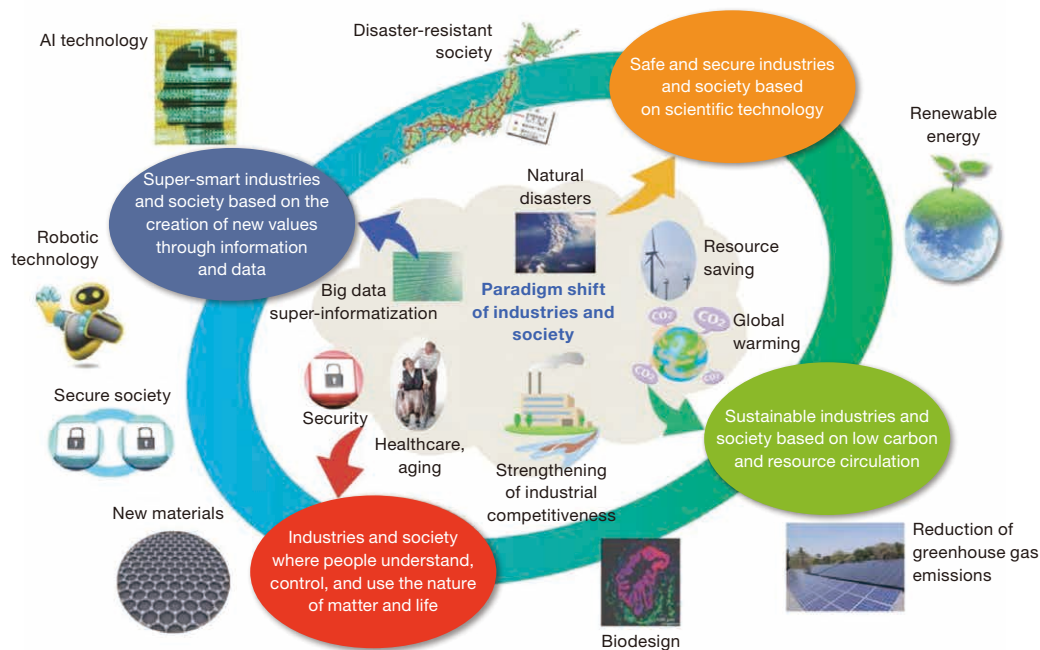 AI technology
Disaster-resistant
society
Safe and secure industries
and society based
on scientific technology
Renewable
energy
Super-smart industries
and society based on the
creation of new values
through information
and data
Natural
disasters
Robotic
technology
Resource
saving
Big data
super-informatization
Paradigm shift
of industries and
society
CO2
CO2
Global
warming
CO2
CO2
Secure society
Security
Healthcare,
aging
Sustainable industries and
society based on low carbon
and resource circulation
Strengthening
of industrial
competitiveness
New materials
Industries and society
where people understand,
control, and use the nature
of matter and life
Reduction of
greenhouse gas
emissions
Biodesign